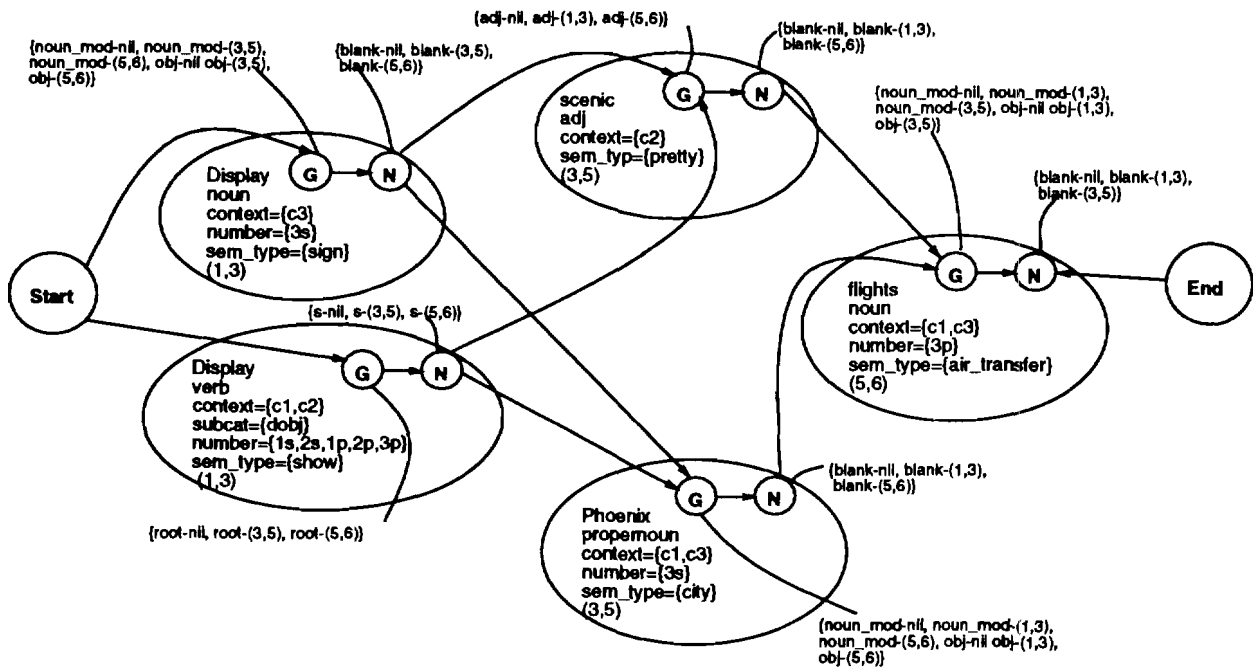 {adj-nil, adj-(1,3), adj-(5,6)}
{blank-nil, blank-(1,3),
blank-(5,6)}
{noun_mod-nil, noun_mod-(3,5),
noun_mod-(5,6), obj-nil obj-(3,5),
obj-(5,6)}
{blank-nil, blank-(3,5),
blank-(5,6)}
G
N
scenic
adj
context={c2}
sem_typ={pretty}
(3,5)
{noun_mod-nil, noun_mod-(1,3),
noun_mod-(3,5), obj-nil obj-(1,3),
obj-(3,5)}
G
N
Display
noun
context={c3}
number={3s}
sem_type={sign}
(1,3)
{blank-nil, blank-(1,3),
blank-(3,5)}
Start
G
N
flights
noun
context={c1,c3}
number={3p}
sem_type={air_transfer}
(5,6)
End
{s-nil, s-(3,5), s-(5,6)}
G
N
Display
verb
context={c1,c2}
subcat={dobj}
number={1s,2s,1p,2p,3p}
sem_type={show}
(1,3)
{root-nil, root-(3,5), root-(5,6)}
G
N
Phoenix
propernoun
context={c1,c3}
number={3s}
sem_type={city}
(3,5)
{blank-nil, blank-(1,3),
blank-(5,6)}
{noun_mod-nil, noun_mod-(1,3),
noun_mod-(5,6), obj-nil obj-(1,3),
obj-(5,6)}